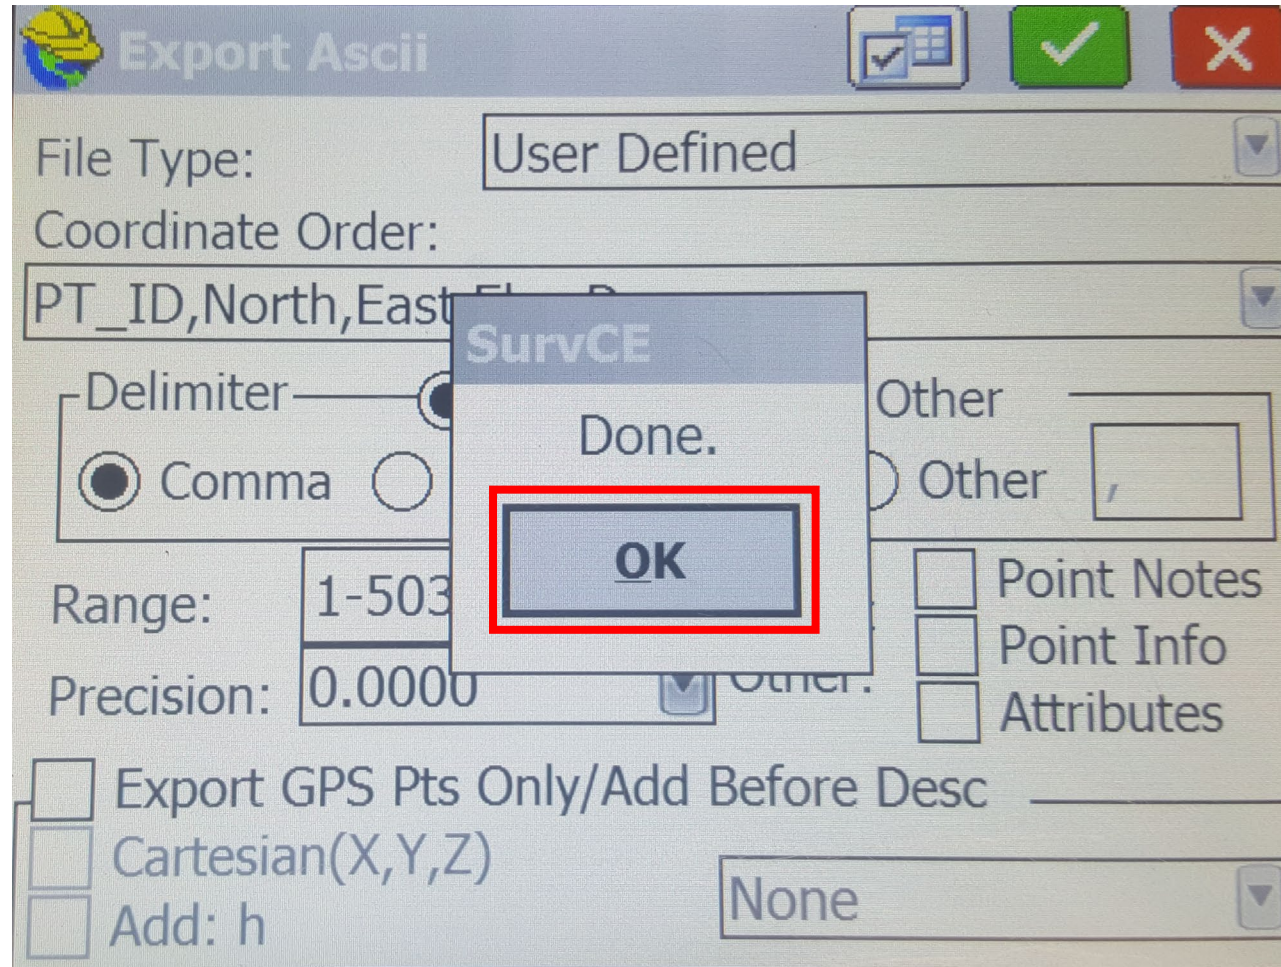 Export Ascii
File Type: User Defined
Coordinate Order:
PT_ID,North,East
SurvCE
Delimiter Other
Done.
Comma Other ,
OK
Range: 1-503 Point Notes
Point Info
Precision: 0.0000 Other:
Attributes
Export GPS Pts Only/Add Before Desc
Cartesian(X,Y,Z)
None
Add: h